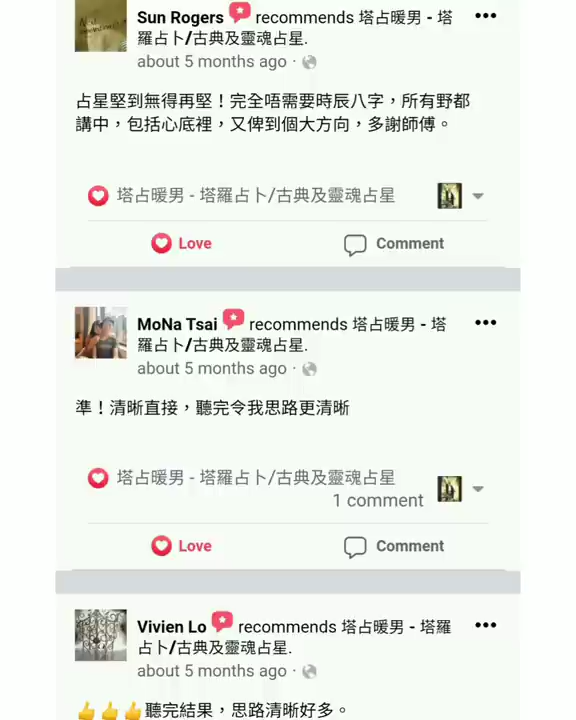 Sun Rogers recommends 塔占暖男 - 塔
羅占卜/古典及靈魂占星.
about 5 months ago ·
占星堅到無得再堅！完全唔需要時辰八字，所有野都
講中，包括心底裡，又俾到個大方向，多謝師傅。
塔占暖男 - 塔羅占卜/古典及靈魂占星
Love Comment
MoNa Tsai recommends 塔占暖男 - 塔
羅占卜/古典及靈魂占星.
about 5 months ago ·
準！清晰直接，聽完令我思路更清晰
塔占暖男 - 塔羅占卜/古典及靈魂占星
1 comment
Love Comment
Vivien Lo recommends 塔占暖男 - 塔羅
占卜/古典及靈魂占星.
about 5 months ago ·
👍👍👍聽完結果，思路清晰好多。